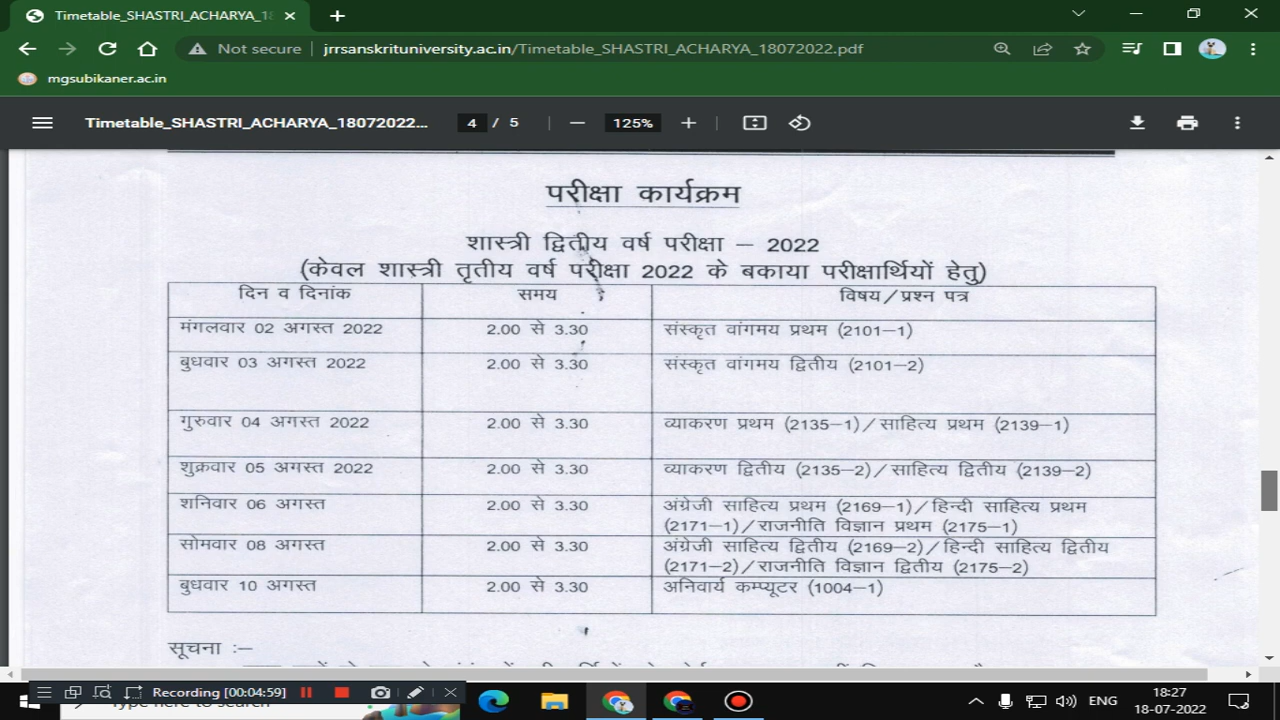 Timetable_SHASTRI_ACHARYA_18
Not secure | jrrsanskrituniversity.ac.in/Timetable_SHASTRI_ACHARYA_18072022.pdf
mgsubikaner.ac.in
Timetable_SHASTRI_ACHARYA_18072022... 4 / 5 125%
परीक्षा कार्यक्रम
शास्त्री द्वितीय वर्ष परीक्षा – 2022
(केवल शास्त्री तृतीय वर्ष परीक्षा 2022 के बकाया परीक्षार्थियों हेतु)
दिन व दिनांक समय विषय/प्रश्न पत्र
मंगलवार 02 अगस्त 2022 2.00 से 3.30 संस्कृत वांगमय प्रथम (2101–1)
बुधवार 03 अगस्त 2022 2.00 से 3.30 संस्कृत वांगमय द्वितीय (2101–2)
गुरुवार 04 अगस्त 2022 2.00 से 3.30 व्याकरण प्रथम (2135–1)/साहित्य प्रथम (2139–1)
शुक्रवार 05 अगस्त 2022 2.00 से 3.30 व्याकरण द्वितीय (2135–2)/साहित्य द्वितीय (2139–2)
शनिवार 06 अगस्त 2.00 से 3.30 अंग्रेजी साहित्य प्रथम (2169–1)/हिन्दी साहित्य प्रथम
(2171–1)/राजनीति विज्ञान प्रथम (2175–1)
सोमवार 08 अगस्त 2.00 से 3.30 अंग्रेजी साहित्य द्वितीय (2169–2)/हिन्दी साहित्य द्वितीय
(2171–2)/राजनीति विज्ञान द्वितीय (2175–2)
बुधवार 10 अगस्त 2.00 से 3.30 अनिवार्य कम्प्यूटर (1004–1)
सूचना :–
Recording [00:04:59]
Type here to search
ENG
18:27
18-07-2022